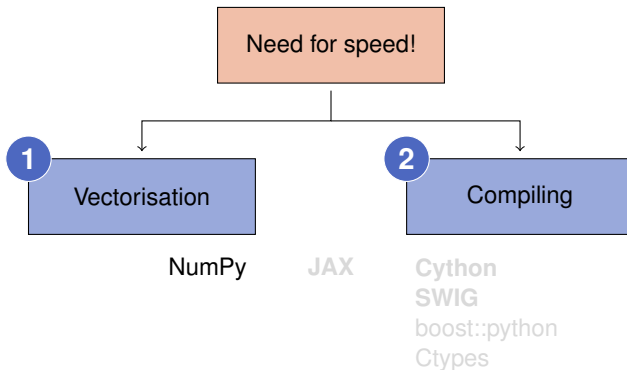 Need for speed!
1
Vectorisation
2
Compiling
NumPy
JAX
Cython
SWIG
boost::python
Ctypes